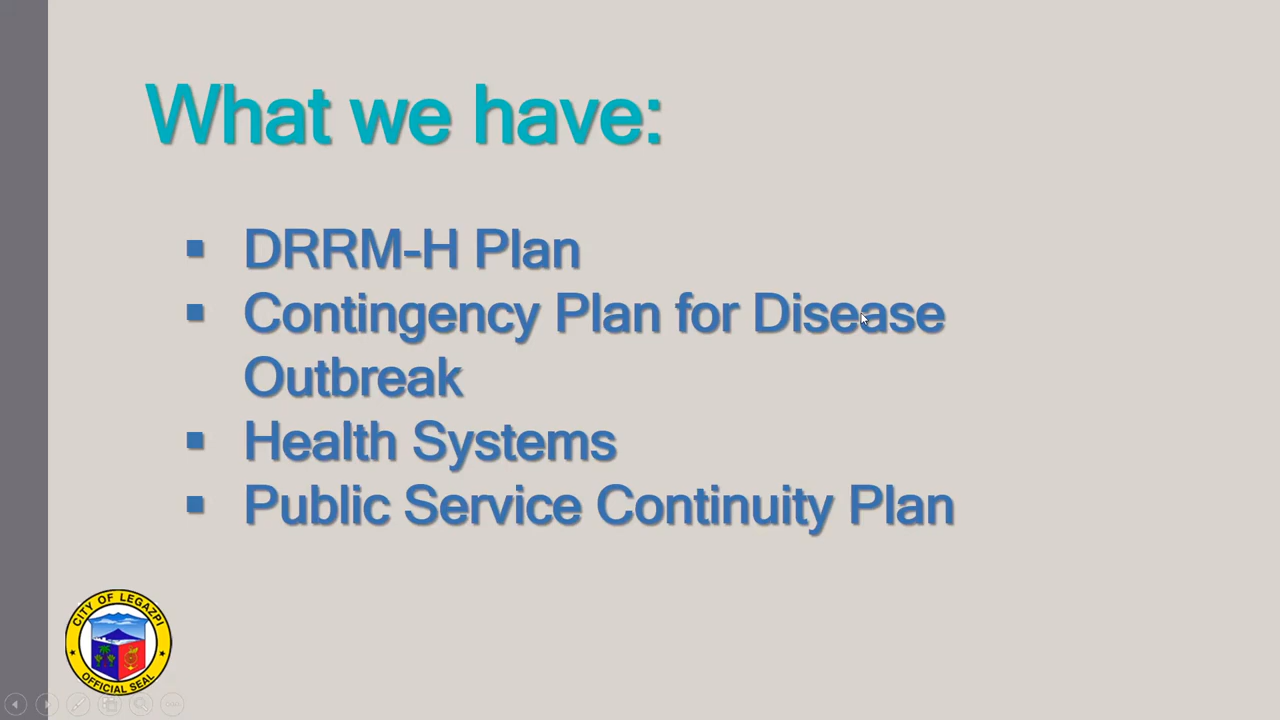 What we have:
▪ DRRM-H Plan
▪ Contingency Plan for Disease
Outbreak
▪ Health Systems
▪ Public Service Continuity Plan
CITY OF LEGAZPI
OFFICIAL SEAL